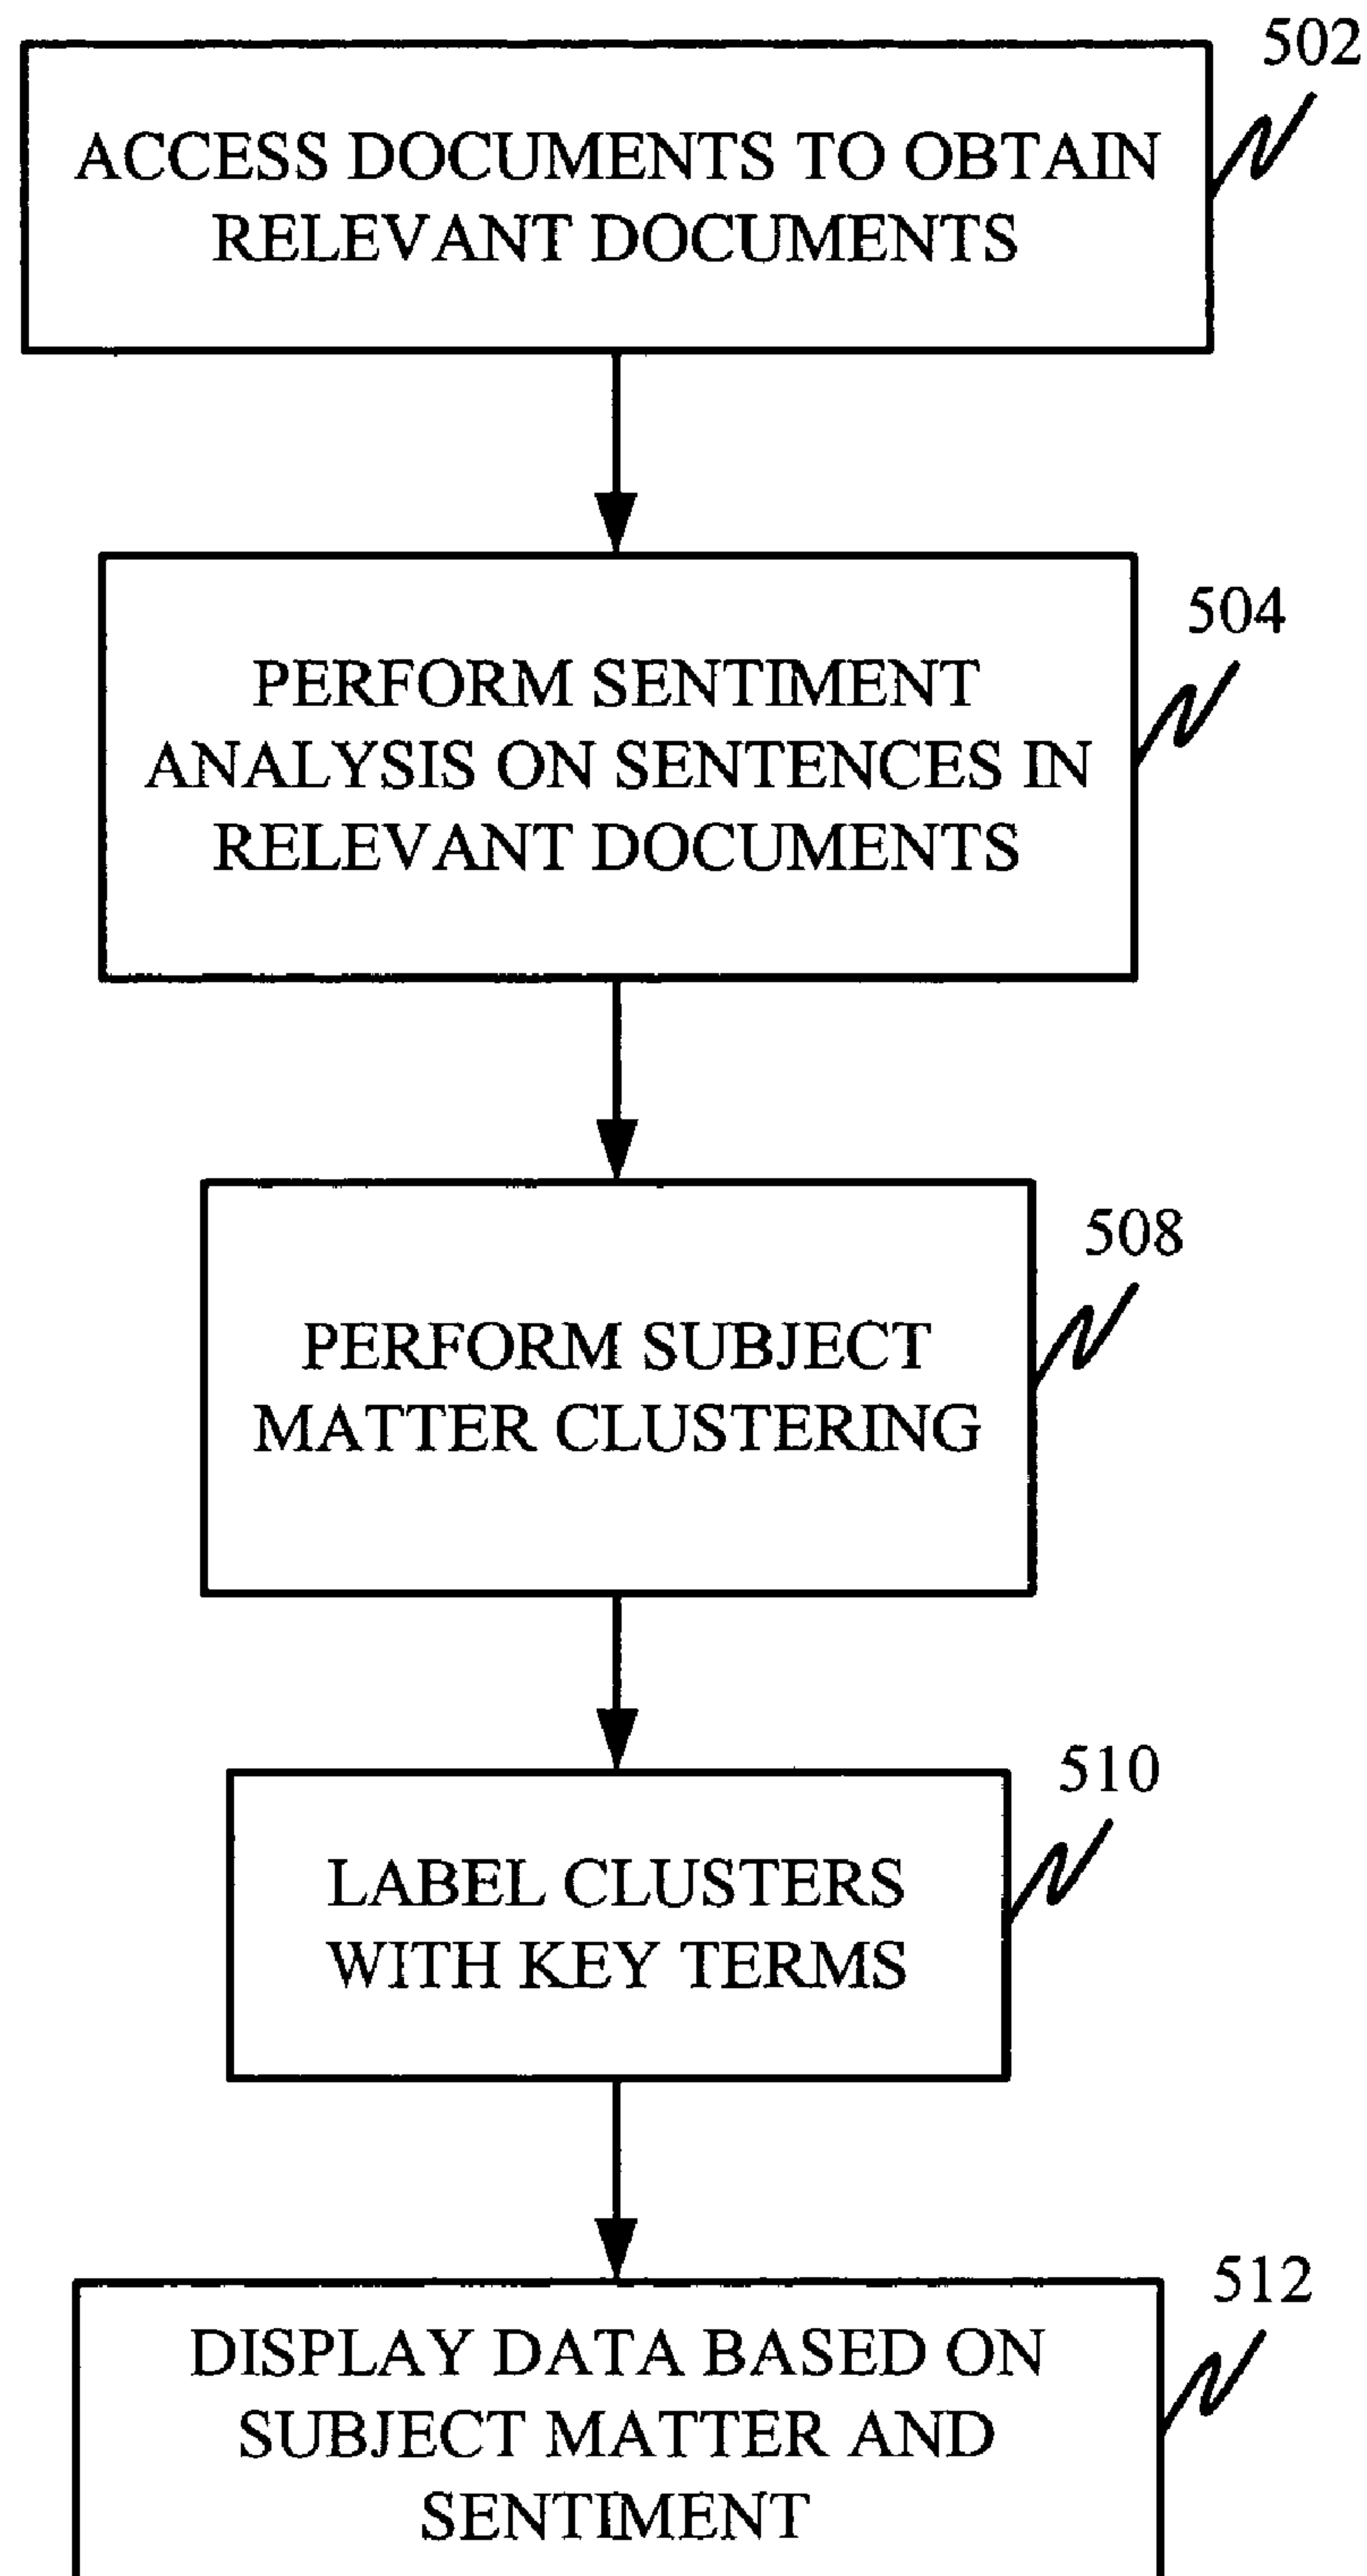 502
ACCESS DOCUMENTS TO OBTAIN
RELEVANT DOCUMENTS
504
PERFORM SENTIMENT
ANALYSIS ON SENTENCES IN
RELEVANT DOCUMENTS
508
PERFORM SUBJECT
MATTER CLUSTERING
510
LABEL CLUSTERS
WITH KEY TERMS
512
DISPLAY DATA BASED ON
SUBJECT MATTER AND
SENTIMENT